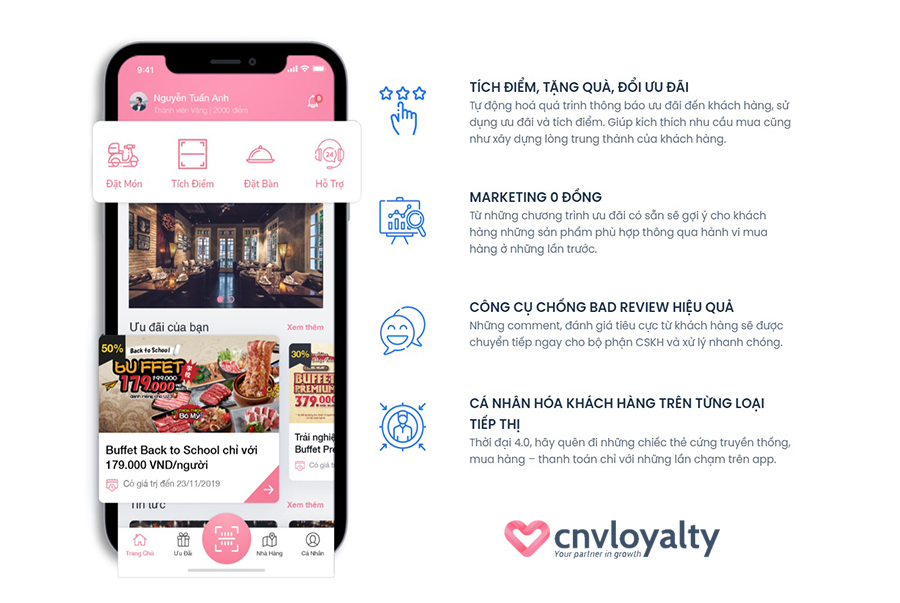 9:41
Nguyễn Tuấn Anh
Thành viên Vàng | 2000 điểm
Đặt Món
Tích Điểm
Đặt Bàn
24
Hỗ Trợ
Ưu đãi của bạn
Xem thêm
50%
Back to School
BUFFET
179.000
Bò Mỹ
Buffet Back to School chỉ với
179.000 VND/người
Có giá trị đến 23/11/2019
30%
BUFFET
PREMIUM
379.000
Trải nghiệ
Buffet Pr
Có giá
Tin tức
Xem thêm
Trang Chủ
Ưu Đãi
Nhà Hàng
Cá Nhân
TÍCH ĐIỂM, TẶNG QUÀ, ĐỔI ƯU ĐÃI
Tự động hoá quá trình thông báo ưu đãi đến khách hàng, sử
dụng ưu đãi và tích điểm. Giúp kích thích nhu cầu mua cũng
như xây dựng lòng trung thành của khách hàng.
MARKETING 0 ĐỒNG
Từ những chương trình ưu đãi có sẵn sẽ gợi ý cho khách
hàng những sản phẩm phù hợp thông qua hành vi mua
hàng ở những lần trước.
CÔNG CỤ CHỐNG BAD REVIEW HIỆU QUẢ
Những comment, đánh giá tiêu cực từ khách hàng sẽ được
chuyển tiếp ngay cho bộ phận CSKH và xử lý nhanh chóng.
CÁ NHÂN HÓA KHÁCH HÀNG TRÊN TỪNG LOẠI
TIẾP THỊ
Thời đại 4.0, hãy quên đi những chiếc thẻ cứng truyền thống,
mua hàng – thanh toán chỉ với những lần chạm trên app.
cnvloyalty
Your partner in growth